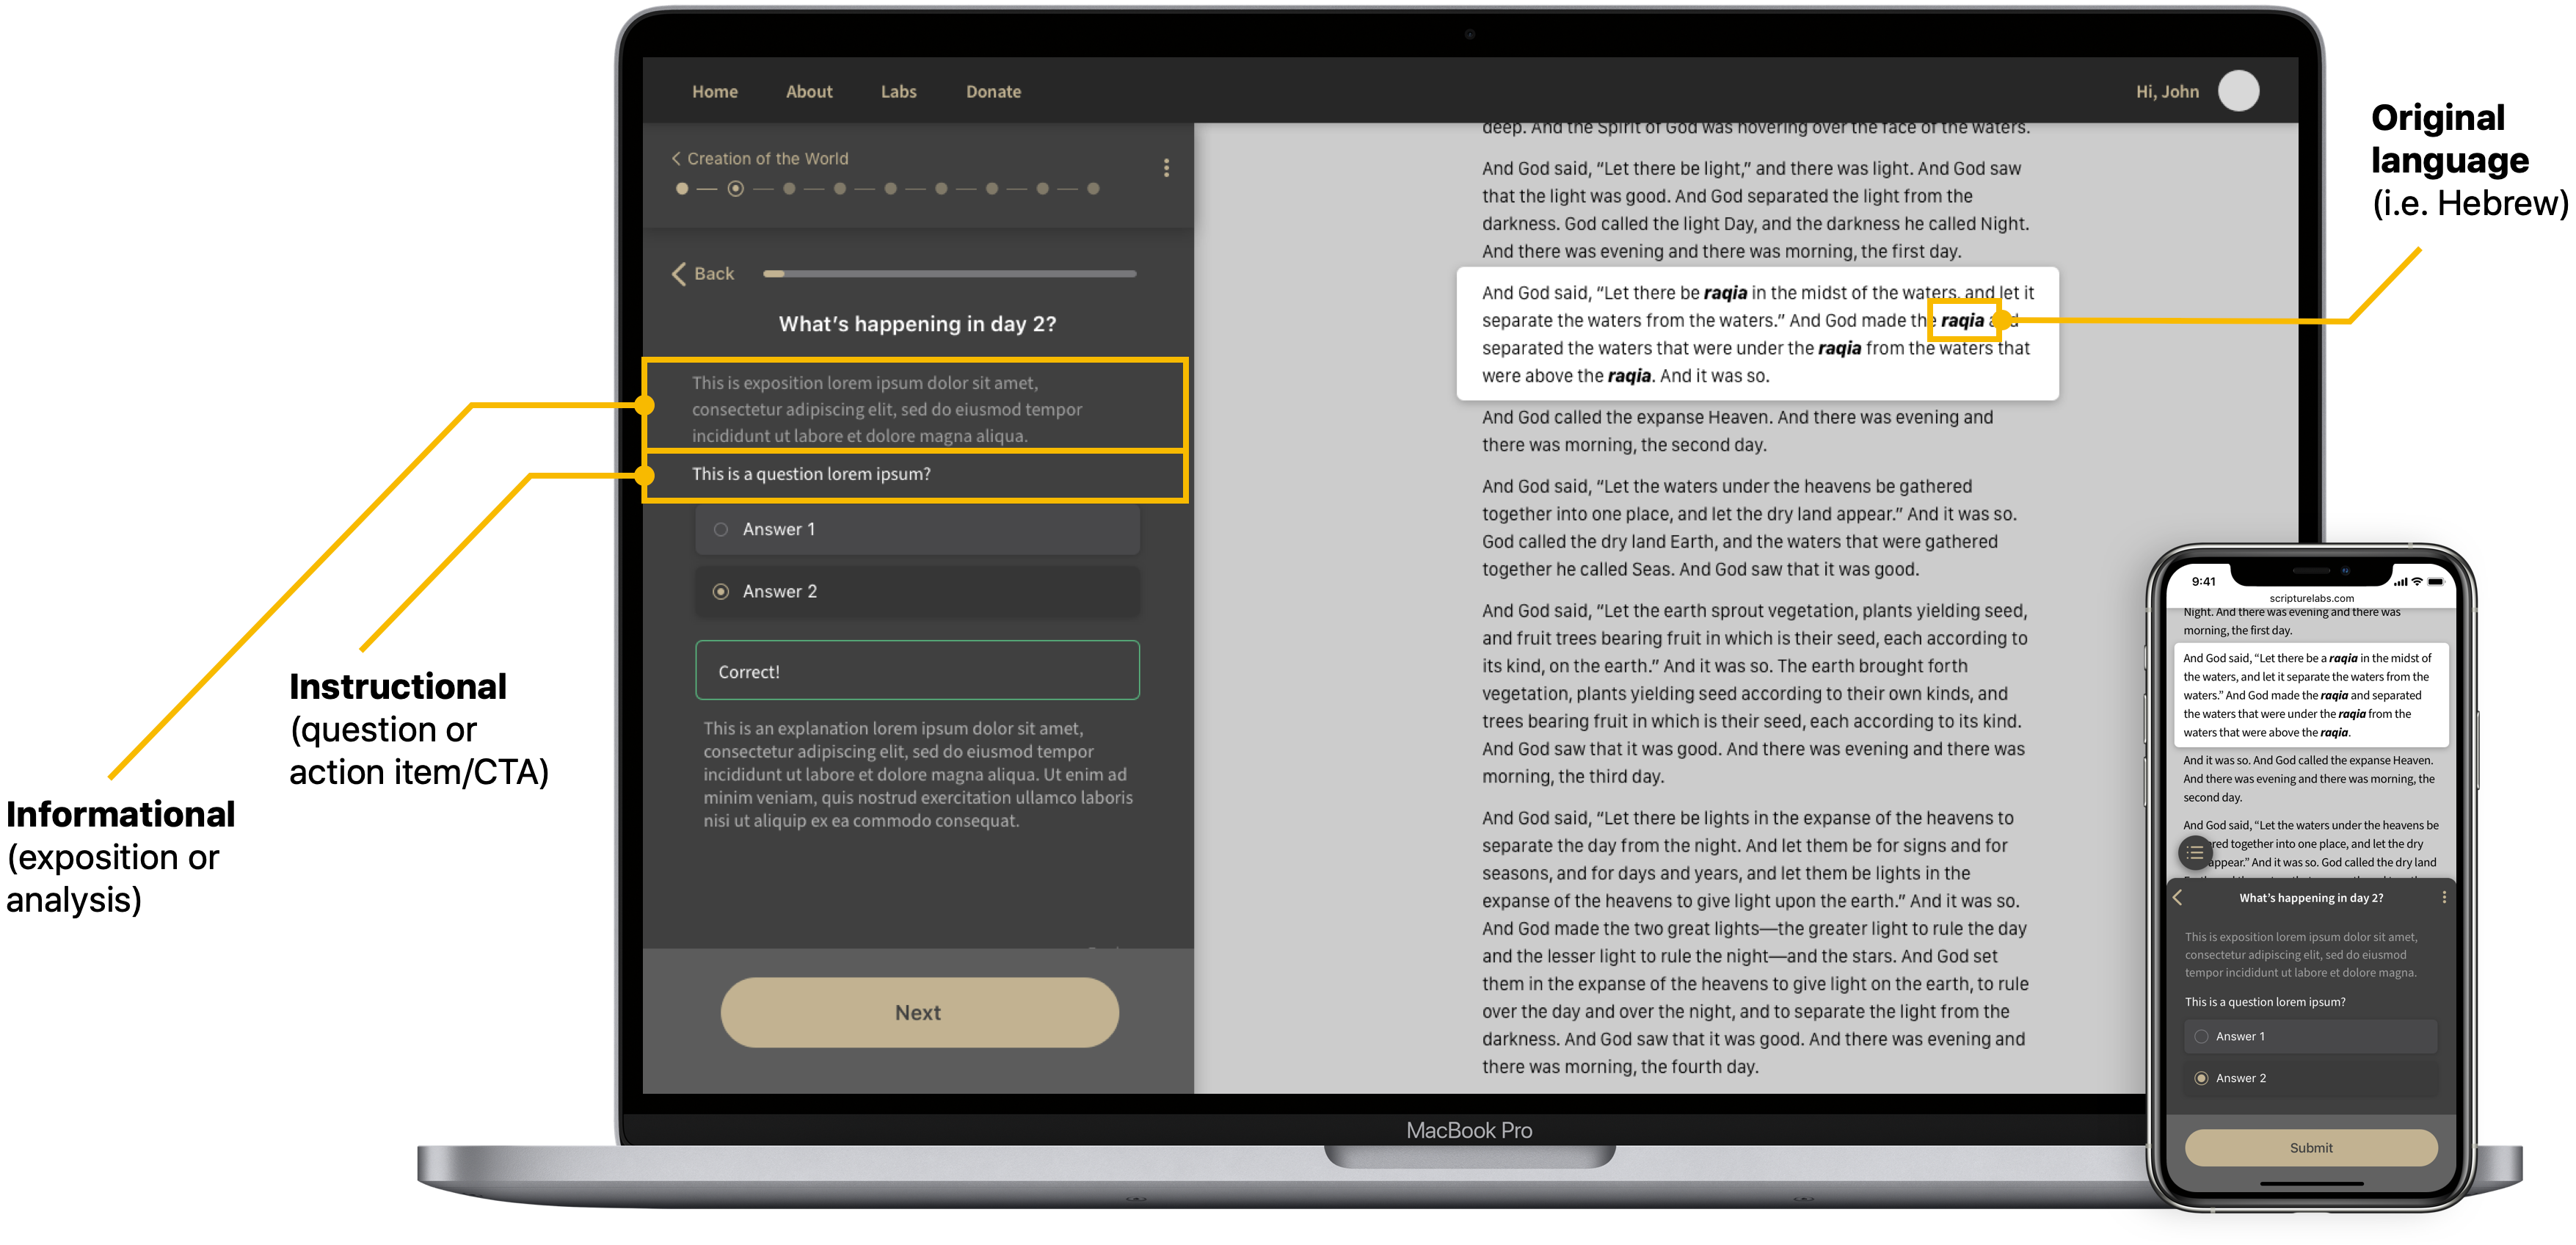 Home About Labs Donate
Hi, John
Creation of the World
Back
What's happening in day 2?
This is exposition lorem ipsum dolor sit amet,
consectetur adipiscing elit, sed do eiusmod tempor
incididunt ut labore et dolore magna aliqua.
This is a question lorem ipsum?
Answer 1
Answer 2
Correct!
This is an explanation lorem ipsum dolor sit amet,
consectetur adipiscing elit, sed do eiusmod tempor
incididunt ut labore et dolore magna aliqua. Ut enim ad
minim veniam, quis nostrud exercitation ullamco laboris
nisi ut aliquip ex ea commodo consequat.
Next
deep. And the Spirit of God was hovering over the face of the waters.
And God said, “Let there be light,” and there was light. And God saw
that the light was good. And God separated the light from the
darkness. God called the light Day, and the darkness he called Night.
And there was evening and there was morning, the first day.
And God said, “Let there be raqia in the midst of the waters, and let it
separate the waters from the waters.” And God made the raqia and
separated the waters that were under the raqia from the waters that
were above the raqia. And it was so.
And God called the expanse Heaven. And there was evening and
there was morning, the second day.
And God said, “Let the waters under the heavens be gathered
together into one place, and let the dry land appear.” And it was so.
God called the dry land Earth, and the waters that were gathered
together he called Seas. And God saw that it was good.
And God said, “Let the earth sprout vegetation, plants yielding seed,
and fruit trees bearing fruit in which is their seed, each according to
its kind, on the earth.” And it was so. The earth brought forth
vegetation, plants yielding seed according to their own kinds, and
trees bearing fruit in which is their seed, each according to its kind.
And God saw that it was good. And there was evening and there was
morning, the third day.
And God said, “Let there be lights in the expanse of the heavens to
separate the day from the night. And let them be for signs and for
seasons, and for days and years, and let them be lights in the
expanse of the heavens to give light upon the earth.” And it was so.
And God made the two great lights—the greater light to rule the day
and the lesser light to rule the night—and the stars. And God set
them in the expanse of the heavens to give light on the earth, to rule
over the day and over the night, and to separate the light from the
darkness. And God saw that it was good. And there was evening and
there was morning, the fourth day.
MacBook Pro
Original
language
(i.e. Hebrew)
Instructional
(question or
action item/CTA)
Informational
(exposition or
analysis)
9:41
scripturelabs.com
Night. And there was evening and there was
morning, the first day.
And God said, “Let there be a raqia in the midst of
the waters, and let it separate the waters from the
waters.” And God made the raqia and separated
the waters that were under the raqia from the
waters that were above the raqia.
And it was so. And God called the expanse Heaven.
And there was evening and there was morning, the
second day.
And God said, “Let the waters under the heavens be
red together into one place, and let the dry
appear.” And it was so. God called the dry land
What's happening in day 2?
This is exposition lorem ipsum dolor sit amet,
consectetur adipiscing elit, sed do eiusmod
tempor incididunt ut labore et dolore magna.
This is a question lorem ipsum?
Answer 1
Answer 2
Submit